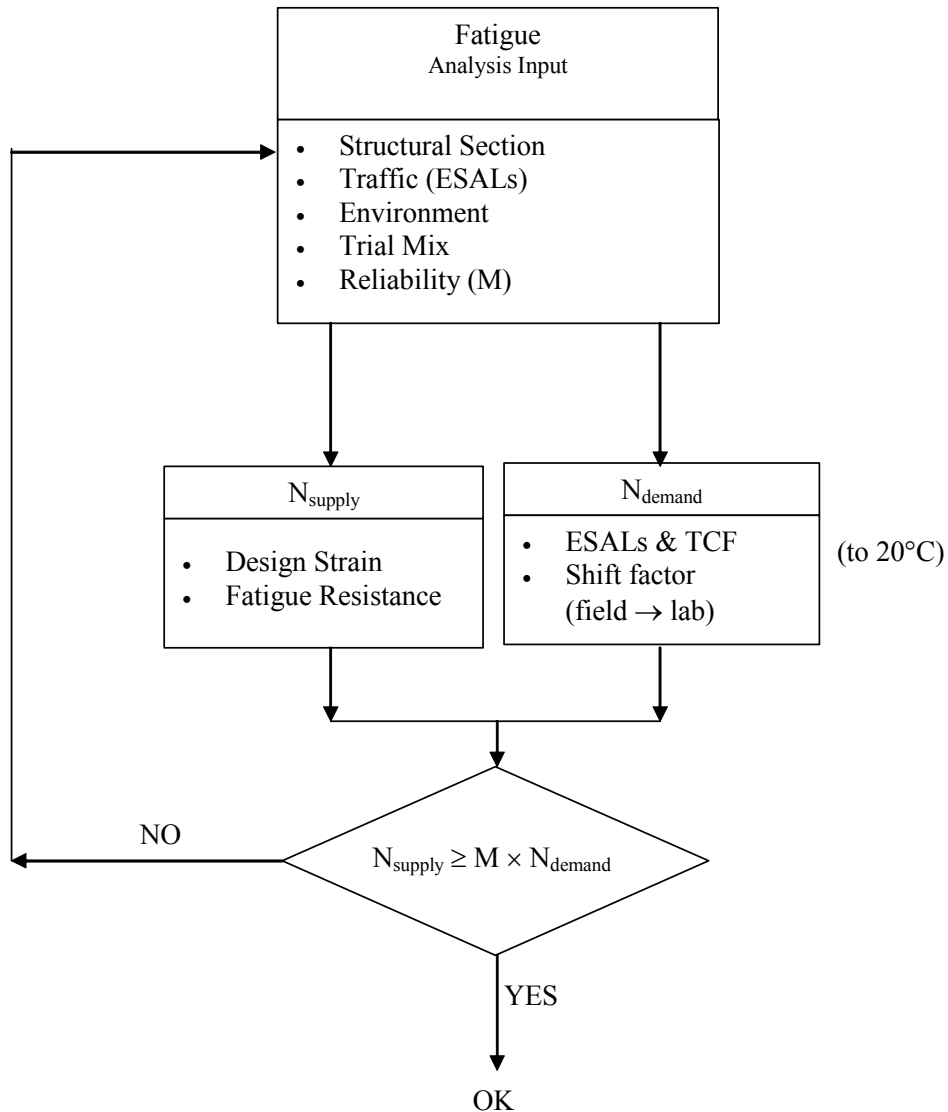 Fatigue
Analysis Input
• Structural Section
• Traffic (ESALs)
• Environment
• Trial Mix
• Reliability (M)
Nsupply
• Design Strain
• Fatigue Resistance
Ndemand
• ESALs & TCF
• Shift factor
(field → lab)
(to 20°C)
NO
Nsupply ≥ M × Ndemand
YES
OK